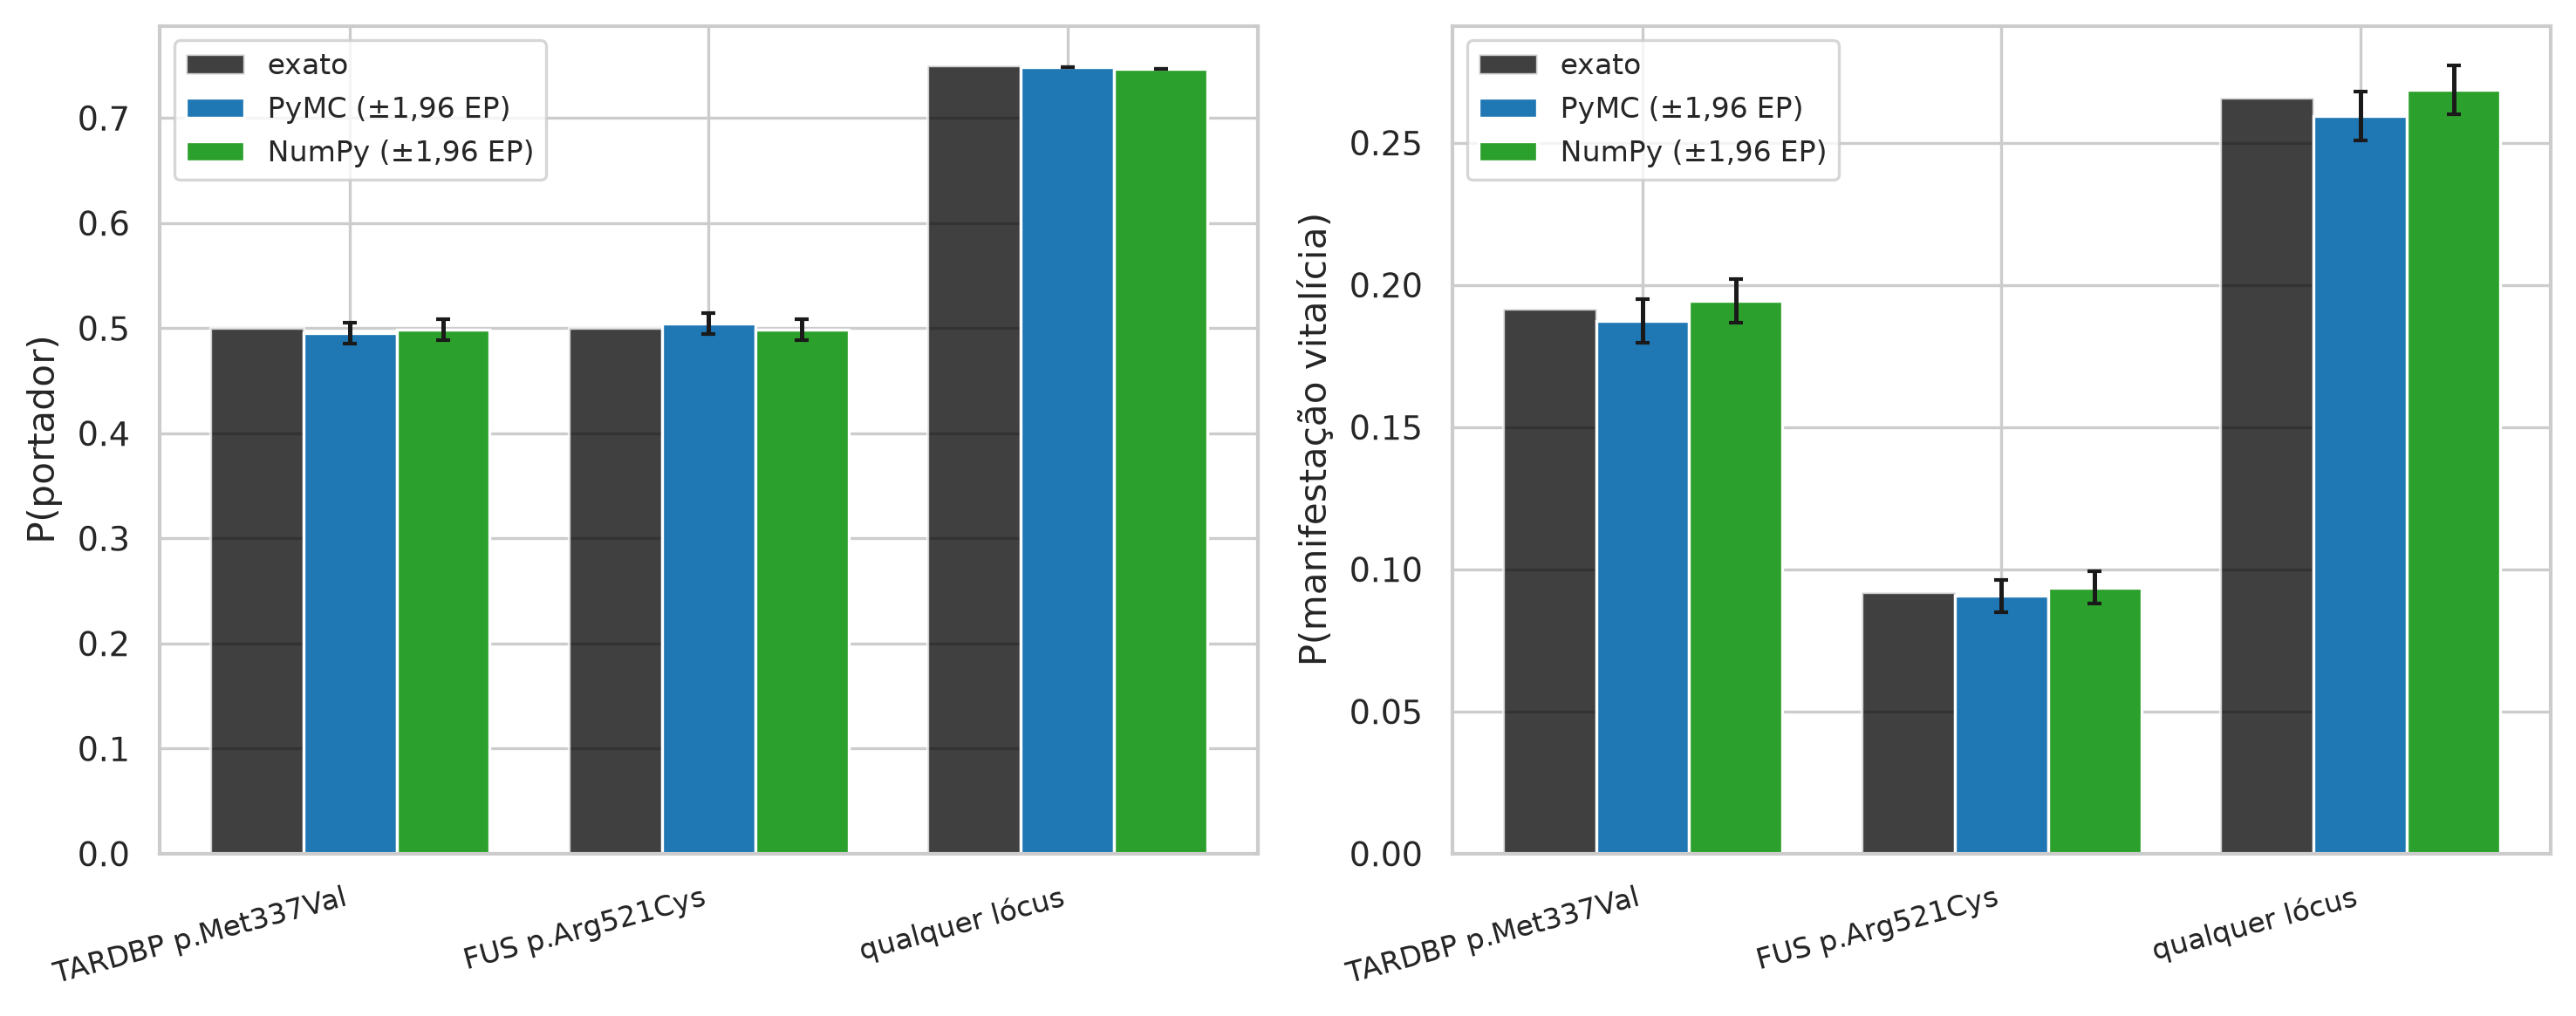 exato
PyMC (±1,96 EP)
NumPy (±1,96 EP)
P(portador)
0.7
0.6
0.5
0.4
0.3
0.2
0.1
0.0
TARDBP p.Met337Val
FUS p.Arg521Cys
qualquer lócus
exato
PyMC (±1,96 EP)
NumPy (±1,96 EP)
P(manifestação vitalícia)
0.25
0.20
0.15
0.10
0.05
0.00
TARDBP p.Met337Val
FUS p.Arg521Cys
qualquer lócus